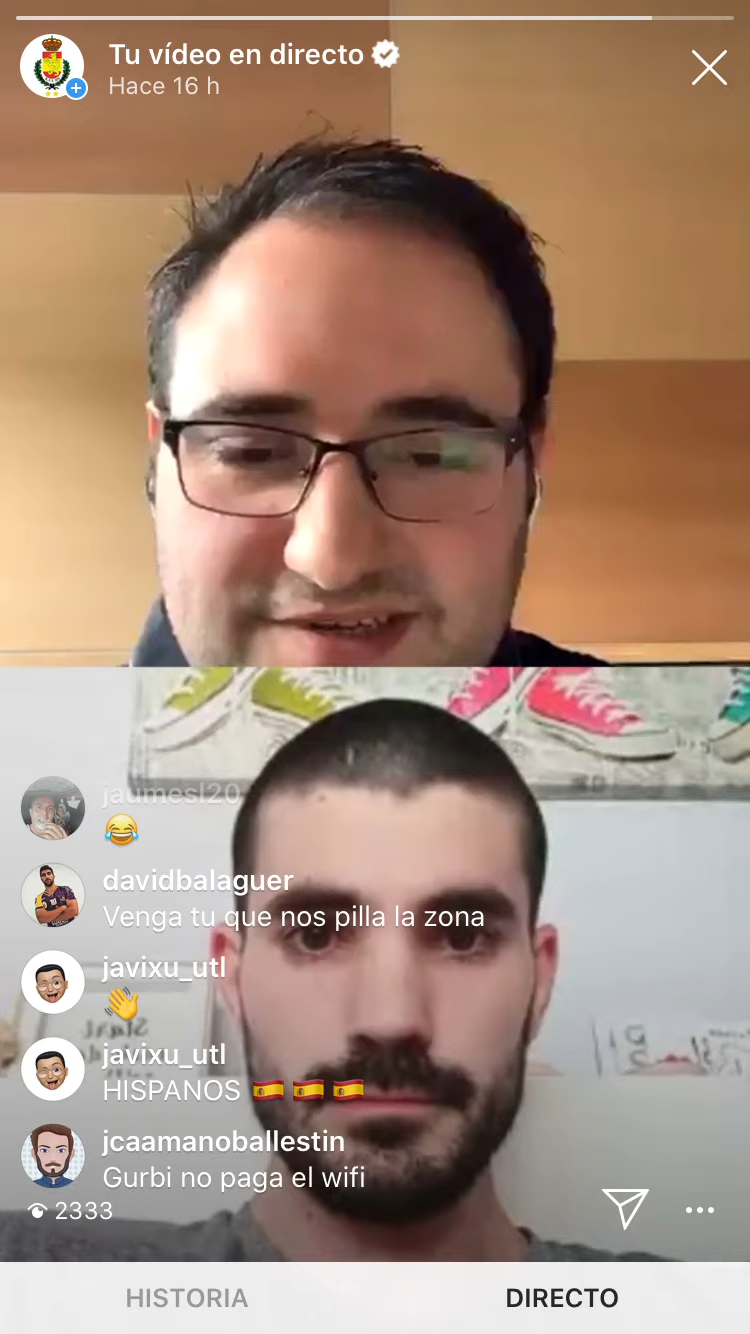 Tu vídeo en directo
Hace 16 h
jaumesl20
😂
davidbalaguer
Venga tu que nos pilla la zona
javixu_utl
👋
javixu_utl
HISPANOS 🇪🇸 🇪🇸 🇪🇸
jcaamanoballestin
Gurbi no paga el wifi
2333
HISTORIA
DIRECTO